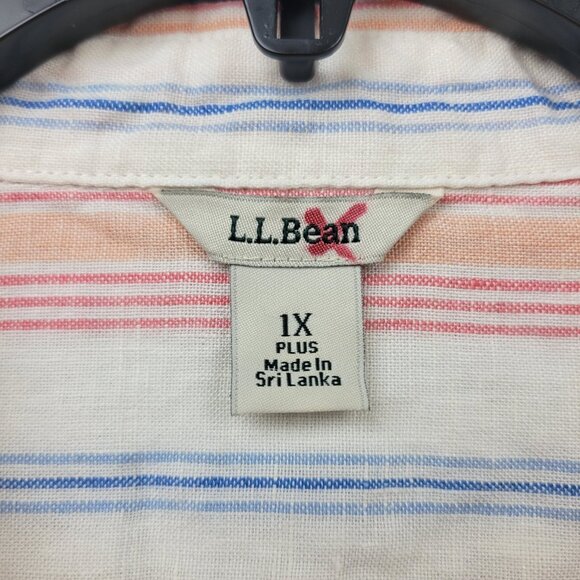 L.L.Bean
1X
PLUS
Made In
Sri Lanka